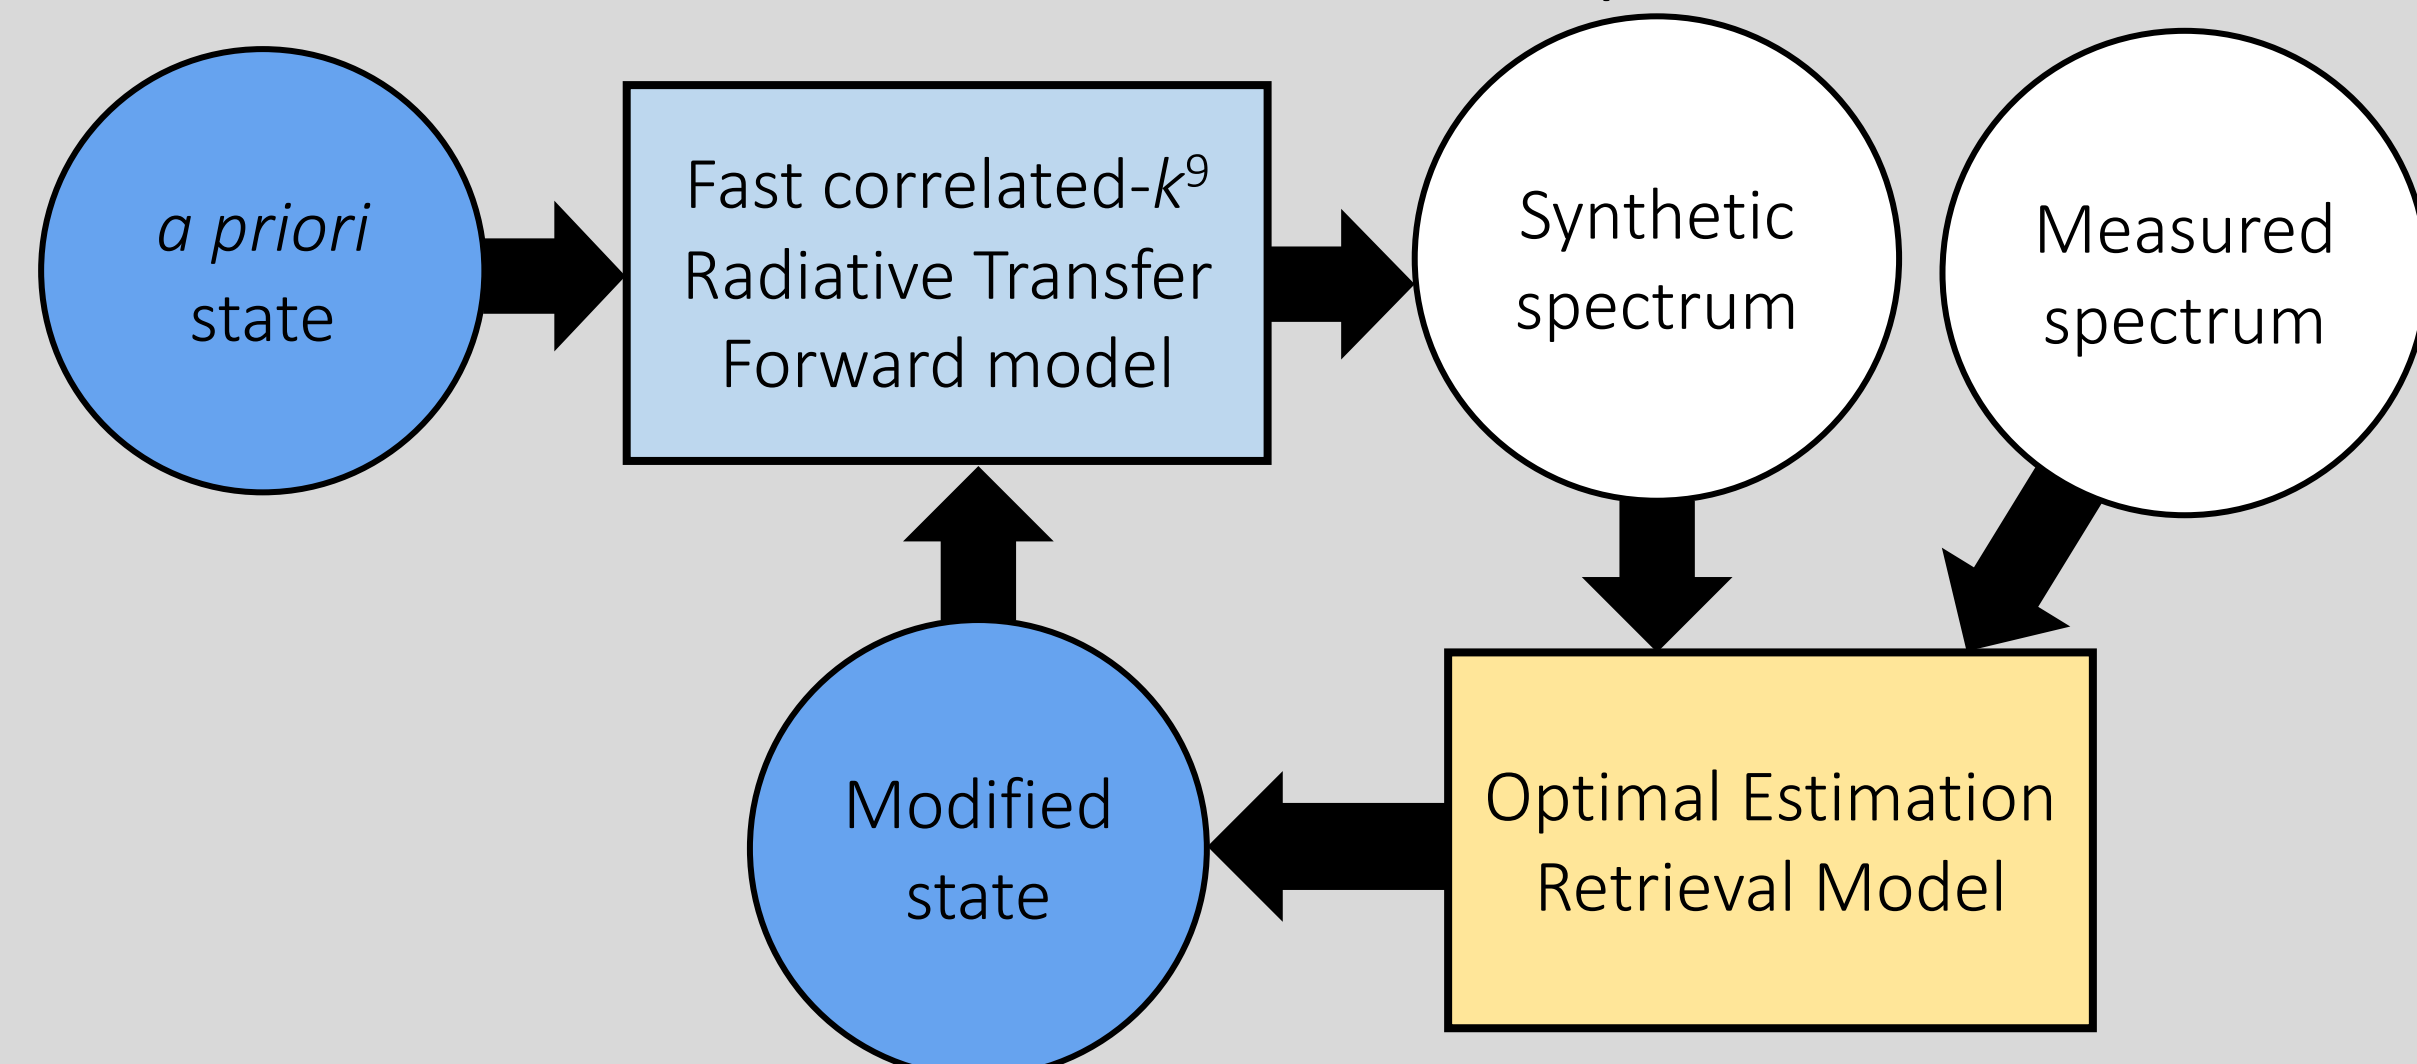 a priori
state
Fast correlated-k⁹
Radiative Transfer
Forward model
Synthetic
spectrum
Measured
spectrum
Modified
state
Optimal Estimation
Retrieval Model